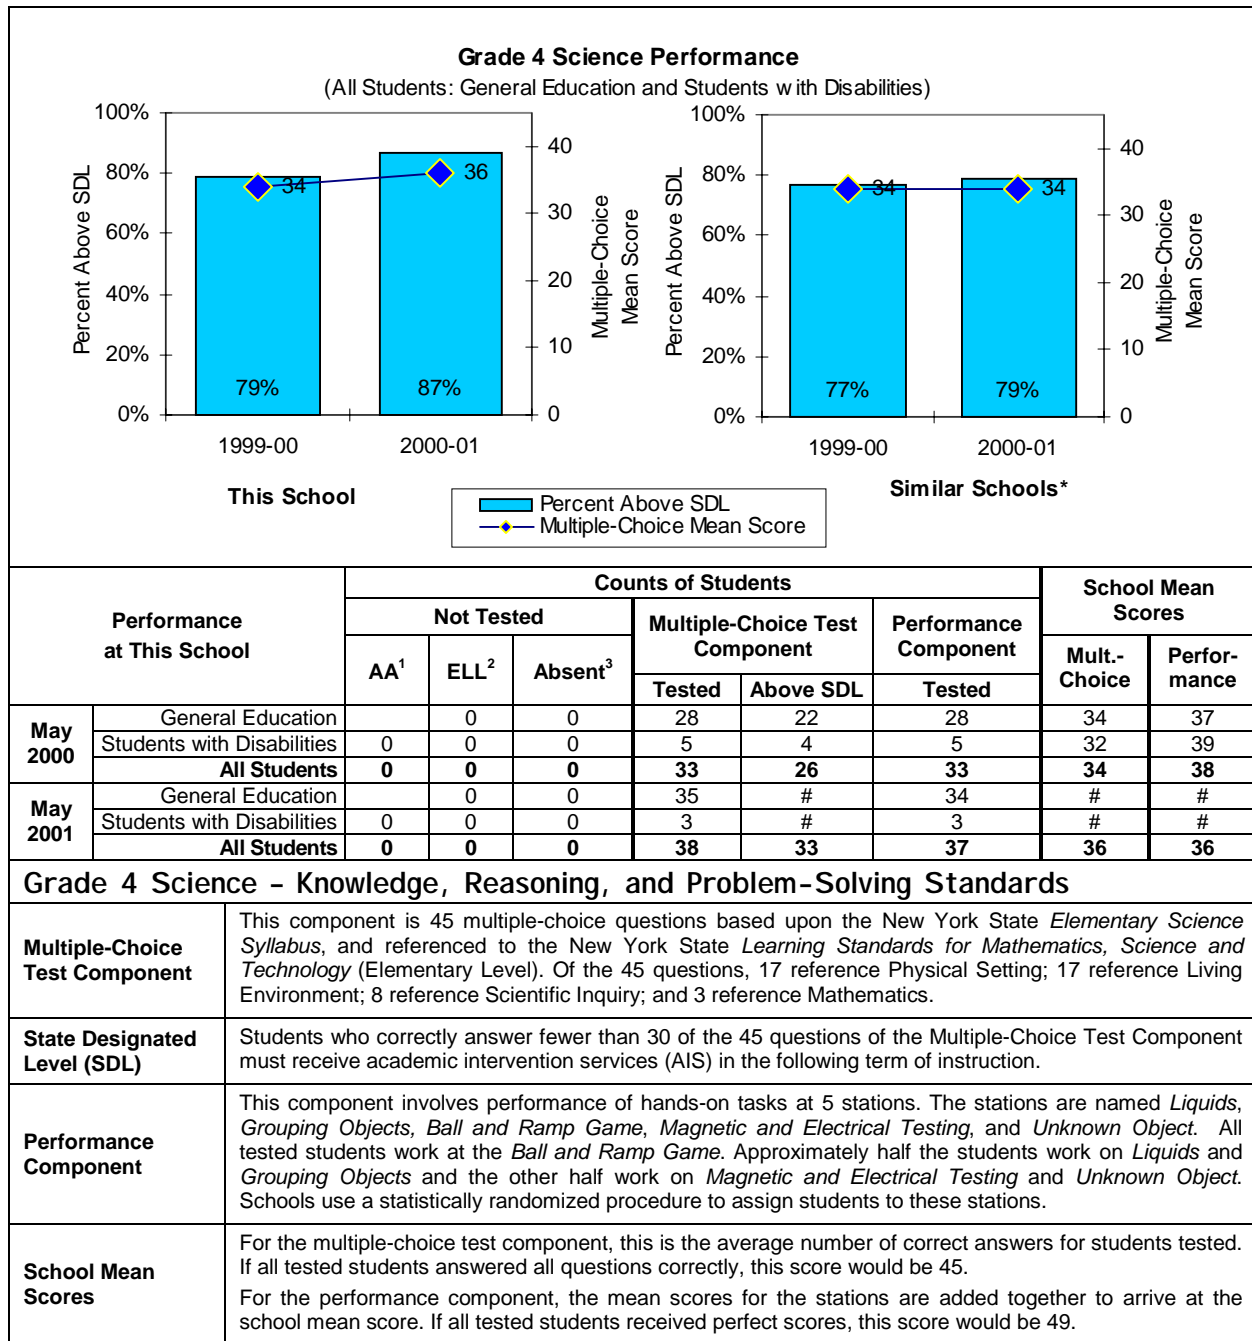 Grade 4 Science Performance
(All Students: General Education and Students with Disabilities)
100%
80%
60%
40%
20%
0%
Percent Above SDL
34
36
79%
87%
40
30
20
10
0
Multiple-Choice
Mean Score
1999-00
2000-01
This School
100%
80%
60%
40%
20%
0%
Percent Above SDL
34
34
77%
79%
40
30
20
10
0
Multiple-Choice
Mean Score
1999-00
2000-01
Similar Schools*
Percent Above SDL
Multiple-Choice Mean Score
Performance
at This School
Counts of Students
School Mean
Scores
Not Tested
Multiple-Choice Test
Component
Performance
Component
AA1
ELL2
Absent3
Mult.-
Choice
Perfor-
mance
Tested
Above SDL
Tested
May
2000
General Education 0 0 28 22 28 34 37
Students with Disabilities 0 0 0 5 4 5 32 39
All Students 0 0 0 33 26 33 34 38
May
2001
General Education 0 0 35 # 34 # #
Students with Disabilities 0 0 0 3 # 3 # #
All Students 0 0 0 38 33 37 36 36
Grade 4 Science – Knowledge, Reasoning, and Problem-Solving Standards
Multiple-Choice
Test Component
This component is 45 multiple-choice questions based upon the New York State Elementary Science
Syllabus, and referenced to the New York State Learning Standards for Mathematics, Science and
Technology (Elementary Level). Of the 45 questions, 17 reference Physical Setting; 17 reference Living
Environment; 8 reference Scientific Inquiry; and 3 reference Mathematics.
State Designated
Level (SDL)
Students who correctly answer fewer than 30 of the 45 questions of the Multiple-Choice Test Component
must receive academic intervention services (AIS) in the following term of instruction.
Performance
Component
This component involves performance of hands-on tasks at 5 stations. The stations are named Liquids,
Grouping Objects, Ball and Ramp Game, Magnetic and Electrical Testing, and Unknown Object. All
tested students work at the Ball and Ramp Game. Approximately half the students work on Liquids and
Grouping Objects and the other half work on Magnetic and Electrical Testing and Unknown Object.
Schools use a statistically randomized procedure to assign students to these stations.
School Mean
Scores
For the multiple-choice test component, this is the average number of correct answers for students tested.
If all tested students answered all questions correctly, this score would be 45.
For the performance component, the mean scores for the stations are added together to arrive at the
school mean score. If all tested students received perfect scores, this score would be 49.